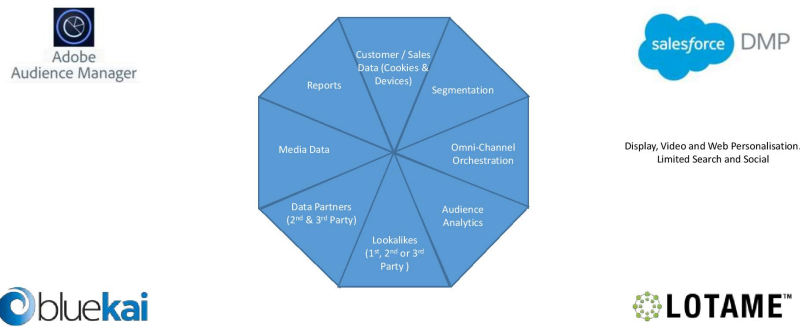 Adobe
Audience Manager
salesforce DMP
Customer / Sales
Data (Cookies &
Devices)
Segmentation
Omni-Channel
Orchestration
Audience
Analytics
Lookalikes
(1st, 2nd or 3rd
Party )
Data Partners
(2nd & 3rd Party)
Media Data
Reports
Display, Video and Web Personalisation.
Limited Search and Social
bluekai
LOTAME™